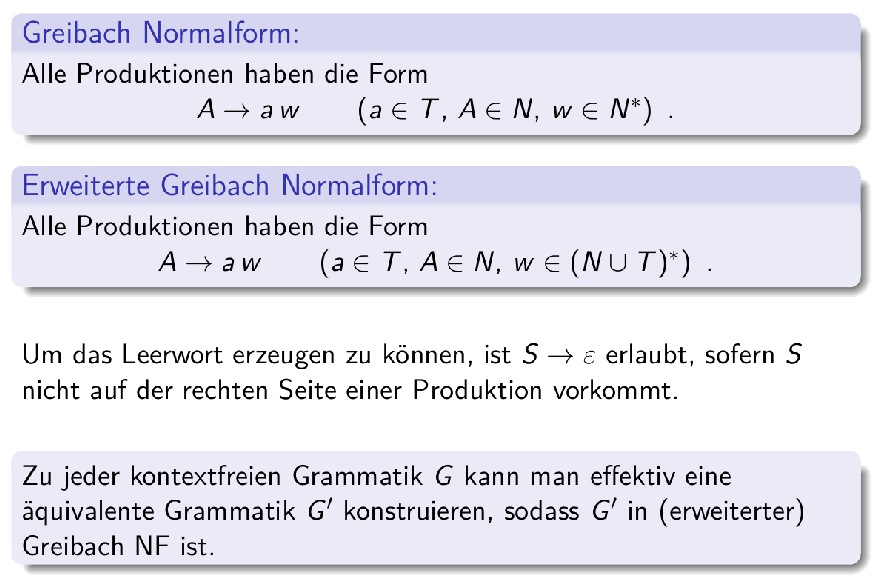 Greibach Normalform:
Alle Produktionen haben die Form
A → a w (a ∈ T, A ∈ N, w ∈ N*) .
Erweiterte Greibach Normalform:
Alle Produktionen haben die Form
A → a w (a ∈ T, A ∈ N, w ∈ (N ∪ T)*) .
Um das Leerwort erzeugen zu können, ist S → ε erlaubt, sofern S
nicht auf der rechten Seite einer Produktion vorkommt.
Zu jeder kontextfreien Grammatik G kann man effektiv eine
äquivalente Grammatik G′ konstruieren, sodass G′ in (erweiterter)
Greibach NF ist.